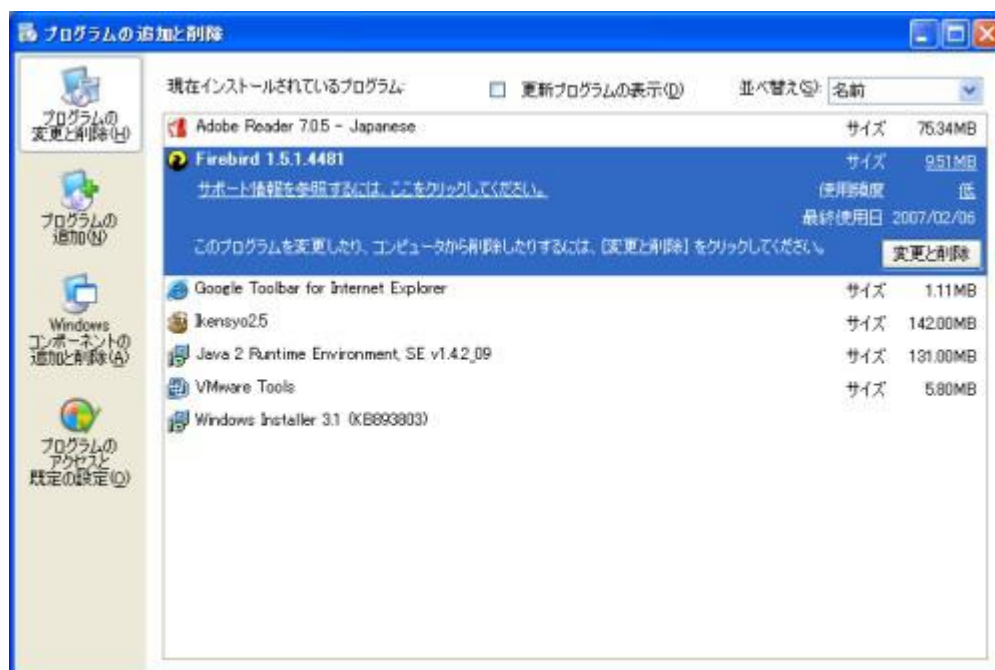 プログラムの追加と削除
プログラムの
変更と削除(H)
プログラムの
追加(N)
Windows
コンポーネントの
追加と削除(A)
プログラムの
アクセスと
既定の設定(O)
現在インストールされているプログラム:
更新プログラムの表示(D)
並べ替え(S): 名前
Adobe Reader 7.0.5 - Japanese サイズ 75.34MB
Firebird 1.5.1.4481 サイズ 9.51MB
サポート情報を参照するには、ここをクリックしてください。 使用頻度 低
最終使用日 2007/02/06
このプログラムを変更したり、コンピュータから削除したりするには、[変更と削除] をクリックしてください。 変更と削除
Google Toolbar for Internet Explorer サイズ 1.11MB
Ikensyo2.5 サイズ 142.00MB
Java 2 Runtime Environment, SE v1.4.2_09 サイズ 131.00MB
VMware Tools サイズ 5.80MB
Windows Installer 3.1 (KB893803)